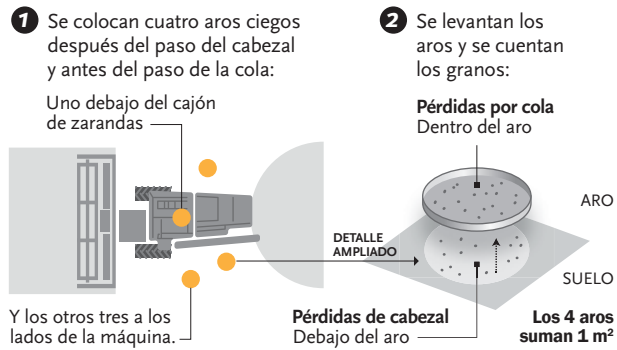 1 Se colocan cuatro aros ciegos
después del paso del cabezal
y antes del paso de la cola:
Uno debajo del cajón
de zarandas
Y los otros tres a los
lados de la máquina.
2 Se levantan los
aros y se cuentan
los granos:
Pérdidas por cola
Dentro del aro
ARO
DETALLE
AMPLIADO
SUELO
Pérdidas de cabezal
Debajo del aro
Los 4 aros
suman 1 m²